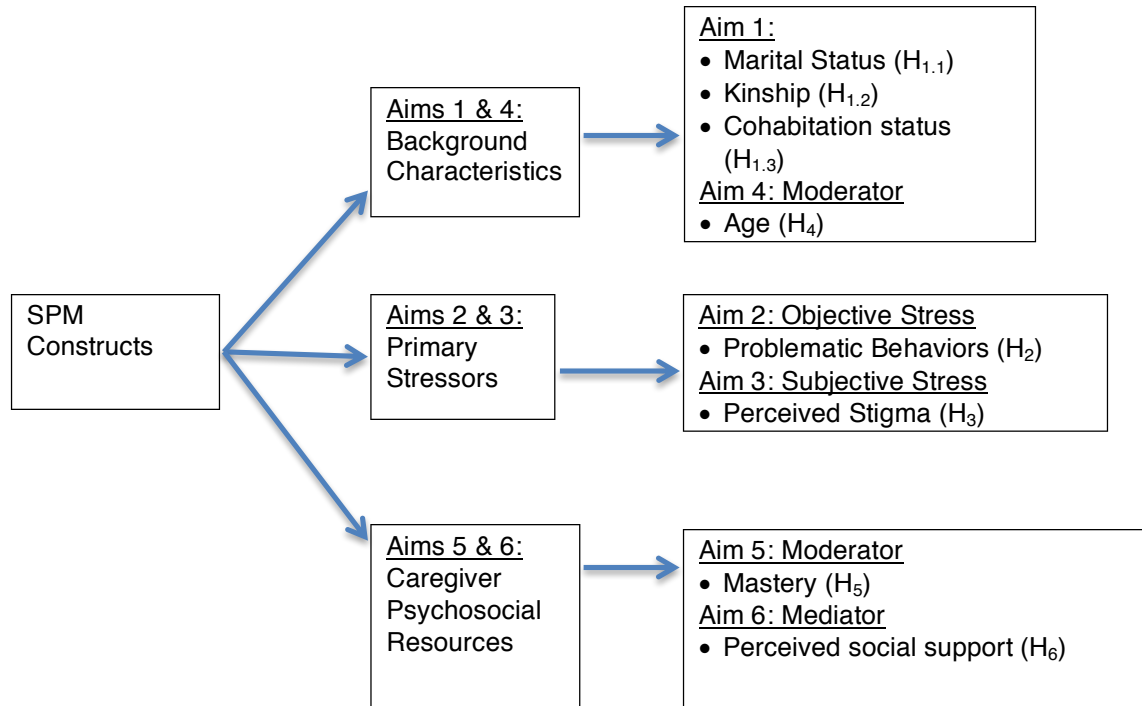 SPM
Constructs
Aims 1 & 4:
Background
Characteristics
Aim 1:
• Marital Status (H1.1)
• Kinship (H1.2)
• Cohabitation status
(H1.3)
Aim 4: Moderator
• Age (H4)
Aims 2 & 3:
Primary
Stressors
Aim 2: Objective Stress
• Problematic Behaviors (H2)
Aim 3: Subjective Stress
• Perceived Stigma (H3)
Aims 5 & 6:
Caregiver
Psychosocial
Resources
Aim 5: Moderator
• Mastery (H5)
Aim 6: Mediator
• Perceived social support (H6)